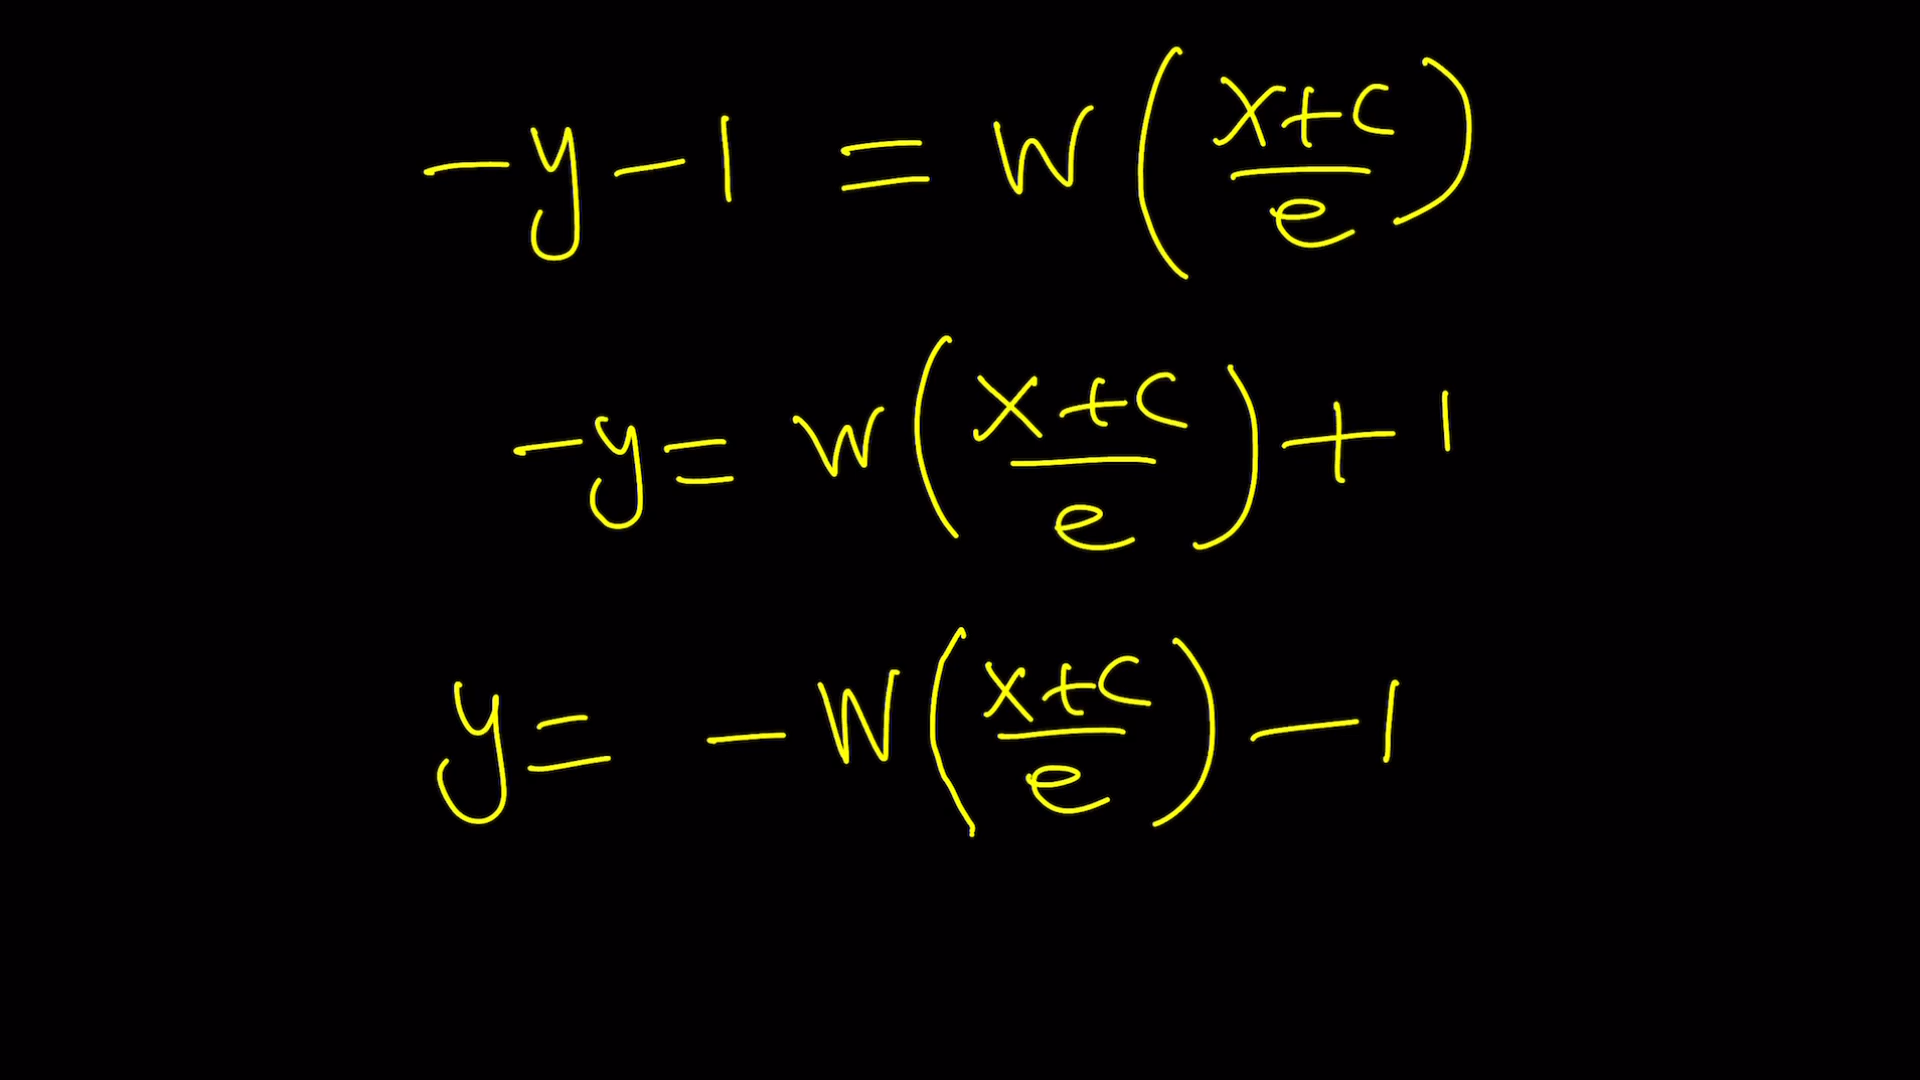 -y-1 = W(x+c/e)
-y = W(x+c/e)+1
y = -W(x+c/e)-1